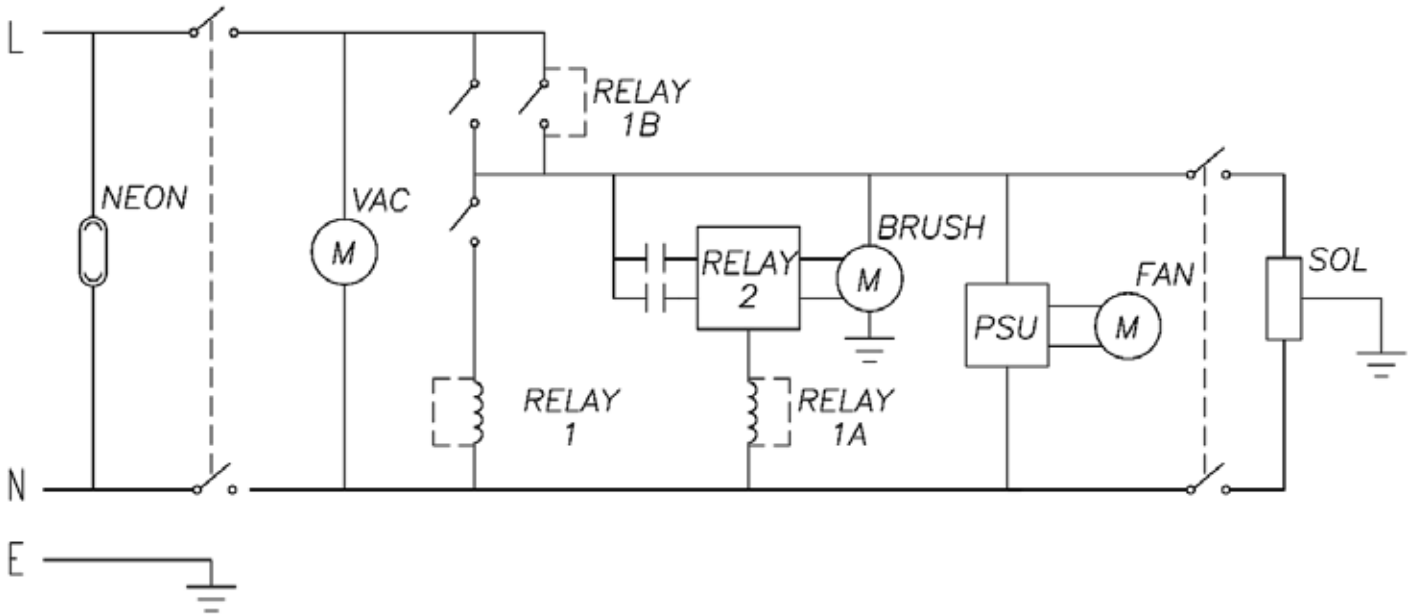 L
RELAY
1B
NEON
VAC
M
BRUSH
M
RELAY
2
FAN
M
PSU
SOL
RELAY
1
RELAY
1A
N
E